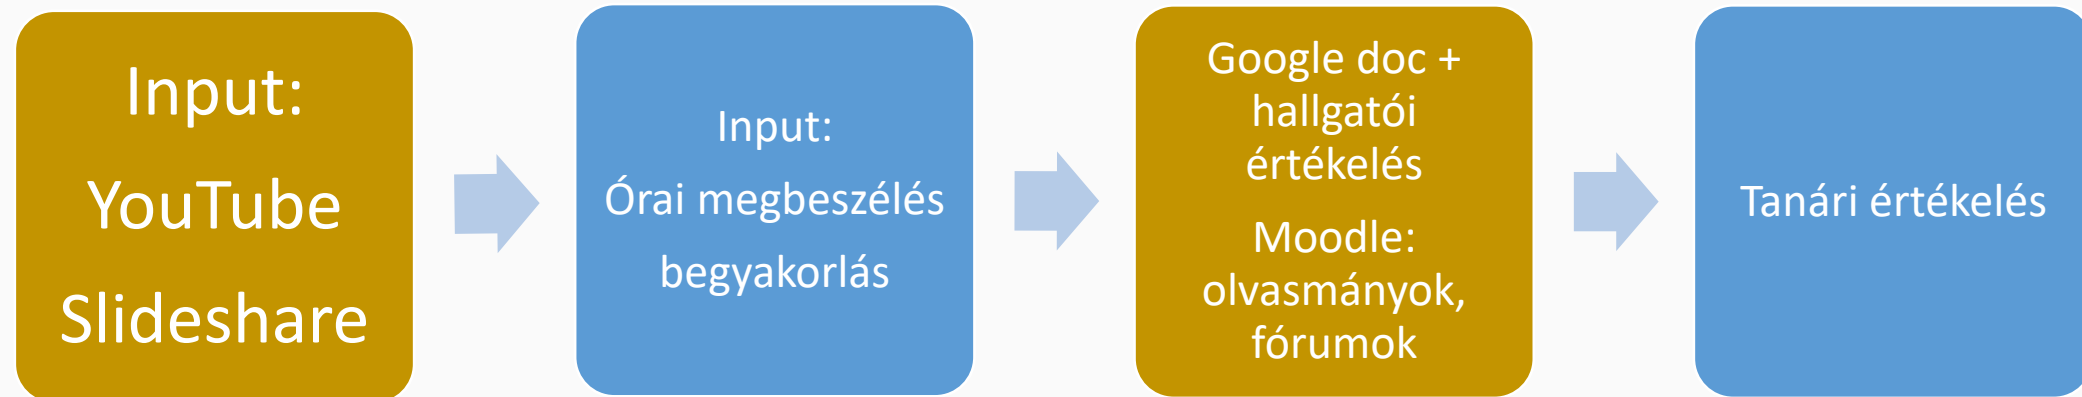 Input:
YouTube
Slideshare
Input:
Órai megbeszélés
begyakorlás
Google doc +
hallgatói
értékelés
Moodle:
olvasmányok,
fórumok
Tanári értékelés